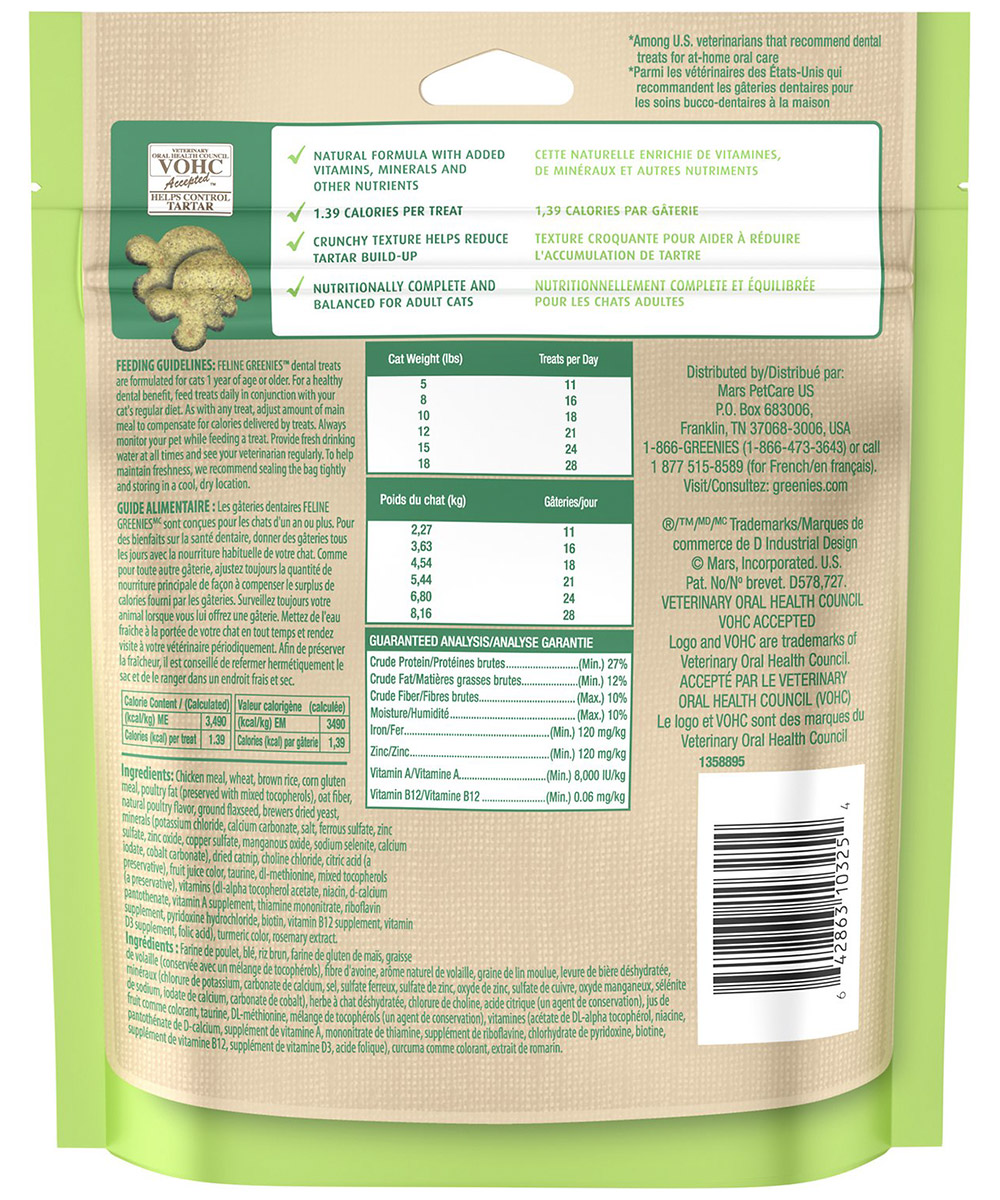 *Among U.S. veterinarians that recommend dental
treats for at-home oral care
*Parmi les vétérinaires des États-Unis qui
recommandent les gâteries dentaires pour
les soins bucco-dentaires à la maison
VETERINARY
ORAL HEALTH COUNCIL
VOHC
Accepted™
HELPS CONTROL
TARTAR
NATURAL FORMULA WITH ADDED
VITAMINS, MINERALS AND
OTHER NUTRIENTS
CETTE NATURELLE ENRICHIE DE VITAMINES,
DE MINÉRAUX ET AUTRES NUTRIMENTS
1.39 CALORIES PER TREAT
1,39 CALORIES PAR GÂTERIE
CRUNCHY TEXTURE HELPS REDUCE
TARTAR BUILD-UP
TEXTURE CROQUANTE POUR AIDER À RÉDUIRE
L'ACCUMULATION DE TARTRE
NUTRITIONALLY COMPLETE AND
BALANCED FOR ADULT CATS
NUTRITIONNELLEMENT COMPLETE ET ÉQUILIBRÉE
POUR LES CHATS ADULTES
FEEDING GUIDELINES: FELINE GREENIES™ dental treats
are formulated for cats 1 year of age or older. For a healthy
dental benefit, feed treats daily in conjunction with your
cat's regular diet. As with any treat, adjust amount of main
meal to compensate for calories delivered by treats. Always
monitor your pet while feeding a treat. Provide fresh drinking
water at all times and see your veterinarian regularly. To help
maintain freshness, we recommend sealing the bag tightly
and storing in a cool, dry location.
GUIDE ALIMENTAIRE : Les gâteries dentaires FELINE
GREENIES MC sont conçues pour les chats d'un an ou plus. Pour
des bienfaits sur la santé dentaire, donner des gâteries tous
les jours avec la nourriture habituelle de votre chat. Comme
pour toute autre gâterie, ajustez toujours la quantité de
nourriture principale de façon à compenser le surplus de
calories fourni par les gâteries. Surveillez toujours votre
animal lorsque vous lui offrez une gâterie. Mettez de l'eau
fraîche à la portée de votre chat en tout temps et rendez
visite à votre vétérinaire périodiquement. Afin de préserver
la fraîcheur, il est conseillé de refermer hermétiquement le
sac et de le ranger dans un endroit frais et sec.
Calorie Content / (Calculated) Valeur calorigène (calculée)
(kcal/kg) ME 3,490 (kcal/kg) EM 3490
Calories (kcal) per treat 1.39 Calories (kcal) par gâterie 1,39
Ingredients: Chicken meal, wheat, brown rice, corn gluten
meal, poultry fat (preserved with mixed tocopherols), oat fiber,
natural poultry flavor, ground flaxseed, brewers dried yeast,
minerals (potassium chloride, calcium carbonate, salt, ferrous sulfate, zinc
sulfate, zinc oxide, copper sulfate, manganous oxide, sodium selenite, calcium
iodate, cobalt carbonate), dried catnip, choline chloride, citric acid (a
preservative), fruit juice color, taurine, dl-methionine, mixed tocopherols
(a preservative), vitamins (dl-alpha tocopherol acetate, niacin, d-calcium
pantothenate, vitamin A supplement, thiamine mononitrate, riboflavin
supplement, pyridoxine hydrochloride, biotin, vitamin B12 supplement, vitamin
D3 supplement, folic acid), turmeric color, rosemary extract.
Ingrédients : Farine de poulet, blé, riz brun, farine de gluten de maïs, graisse
de volaille (conservée avec un mélange de tocophérols), fibre d'avoine, arôme naturel de volaille, graine de lin moulue, levure de bière déshydratée,
minéraux (chlorure de potassium, carbonate de calcium, sel, sulfate ferreux, sulfate de zinc, oxyde de zinc, sulfate de cuivre, oxyde manganeux, sélénite
de sodium, iodate de calcium, carbonate de cobalt), herbe à chat déshydratée, chlorure de choline, acide citrique (un agent de conservation), jus de
fruit comme colorant, taurine, DL-méthionine, mélange de tocophérols (un agent de conservation), vitamines (acétate de DL-alpha tocophérol, niacine,
pantothénate de D-calcium, supplément de vitamine A, mononitrate de thiamine, supplément de riboflavine, chlorhydrate de pyridoxine, biotine,
supplément de vitamine B12, supplément de vitamine D3, acide folique), curcuma comme colorant, extrait de romarin.
Cat Weight (lbs) Treats per Day
5 11
8 16
10 18
12 21
15 24
18 28
Poids du chat (kg) Gâteries/jour
2,27 11
3,63 16
4,54 18
5,44 21
6,80 24
8,16 28
GUARANTEED ANALYSIS/ANALYSE GARANTIE
Crude Protein/Protéines brutes (Min.) 27%
Crude Fat/Matières grasses brutes (Min.) 12%
Crude Fiber/Fibres brutes (Max.) 10%
Moisture/Humidité (Max.) 10%
Iron/Fer (Min.) 120 mg/kg
Zinc/Zinc (Min.) 120 mg/kg
Vitamin A/Vitamine A (Min.) 8,000 IU/kg
Vitamin B12/Vitamine B12 (Min.) 0.06 mg/kg
Distributed by/Distribué par:
Mars PetCare US
P.O. Box 683006,
Franklin, TN 37068-3006, USA
1-866-GREENIES (1-866-473-3643) or call
1 877 515-8589 (for French/en français).
Visit/Consultez: greenies.com
®/TM/MD/MC Trademarks/Marques de
commerce de D Industrial Design
© Mars, Incorporated. U.S.
Pat. No/Nº brevet. D578,727.
VETERINARY ORAL HEALTH COUNCIL
VOHC ACCEPTED
Logo and VOHC are trademarks of
Veterinary Oral Health Council.
ACCEPTÉ PAR LE VETERINARY
ORAL HEALTH COUNCIL (VOHC)
Le logo et VOHC sont des marques du
Veterinary Oral Health Council
1358895
6 42863 10325 4